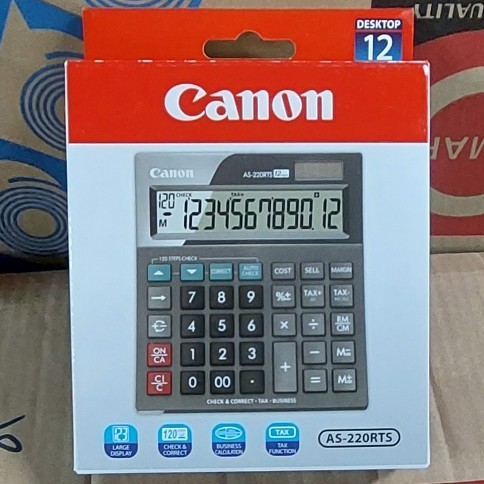 UALITY
DESKTOP
12
Canon
MAR
Canon
AS-220RTS
120
CHECK
TAX+
M
-1234567890.12
120 STEPS CHECK
CORRECT
AUTO CHECK
COST
SELL
MARGIN
→
7
8
9
%±
TAX+
TAX-
4
5
6
×
÷
RM
CM
ON
CA
1
2
3
+
-
M=
CI
C
0
00
.
=
M±
CHECK & CORRECT • TAX • BUSINESS
LARGE
DISPLAY
120
CHECK &
CORRECT
BUSINESS
CALCULATION
TAX
TAX
FUNCTION
AS-220RTS